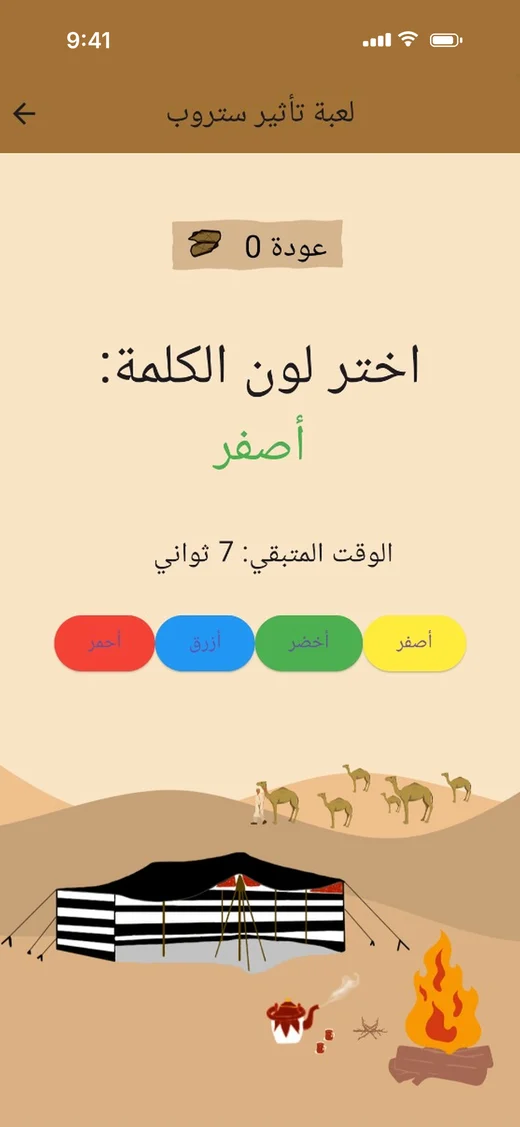 9:41
لعبة تأثير ستروب
عودة 0
اختر لون الكلمة:
أصفر
الوقت المتبقي: 7 ثواني
أصفر أخضر أزرق أحمر